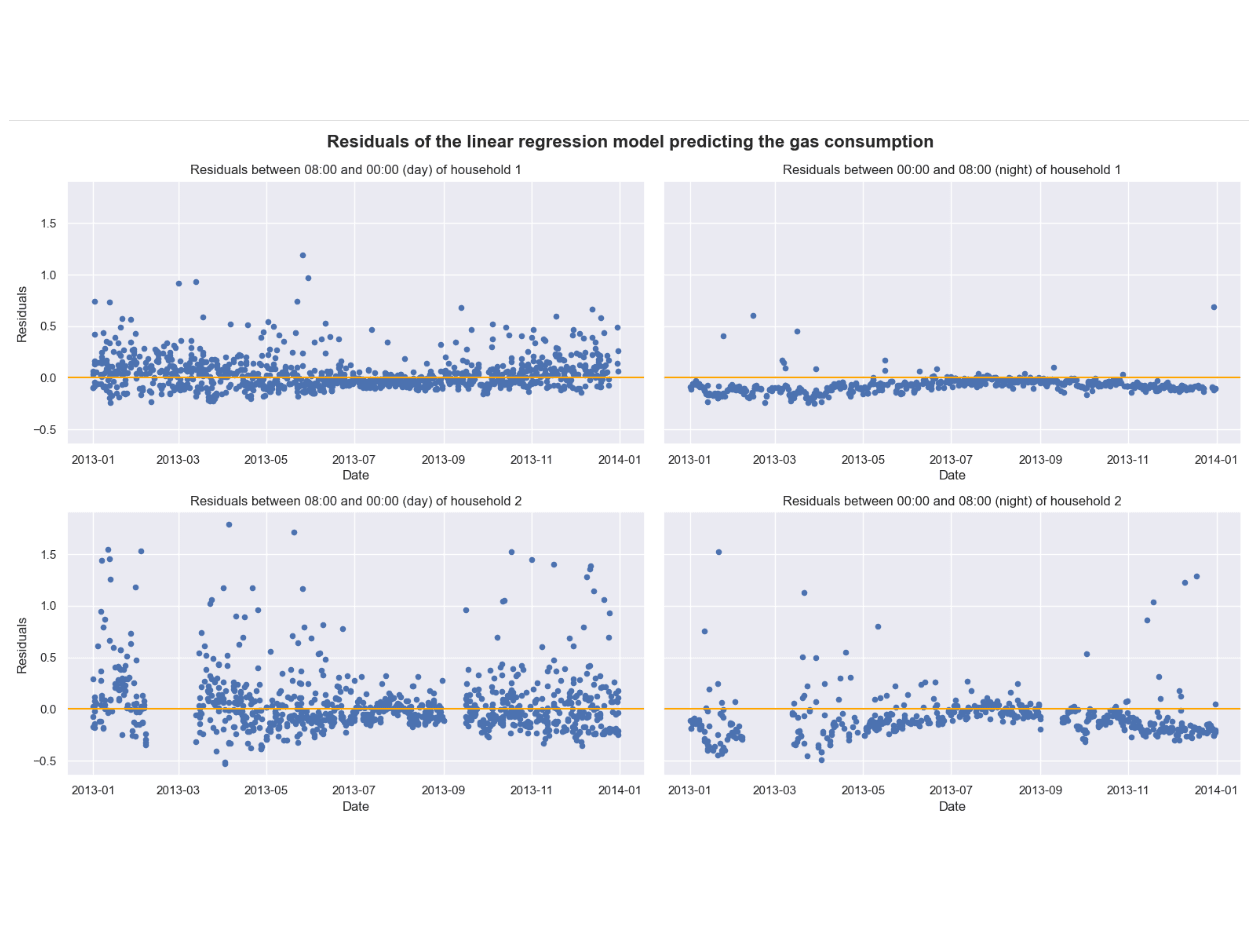 Residuals of the linear regression model predicting the gas consumption
Residuals between 08:00 and 00:00 (day) of household 1
Residuals between 00:00 and 08:00 (night) of household 1
Residuals
1.5
1.0
0.5
0.0
−0.5
2013-01 2013-03 2013-05 2013-07 2013-09 2013-11 2014-01
Date
2013-01 2013-03 2013-05 2013-07 2013-09 2013-11 2014-01
Date
Residuals between 08:00 and 00:00 (day) of household 2
Residuals between 00:00 and 08:00 (night) of household 2
Residuals
1.5
1.0
0.5
0.0
−0.5
2013-01 2013-03 2013-05 2013-07 2013-09 2013-11 2014-01
Date
2013-01 2013-03 2013-05 2013-07 2013-09 2013-11 2014-01
Date